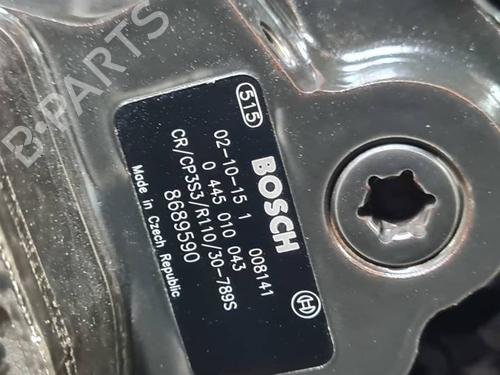 B-PARTS
515
BOSCH
02-10-15 1 008141
0 445 010 043
CR/CP3S3/R110/30-789S
8689590
Made in Czech Republic